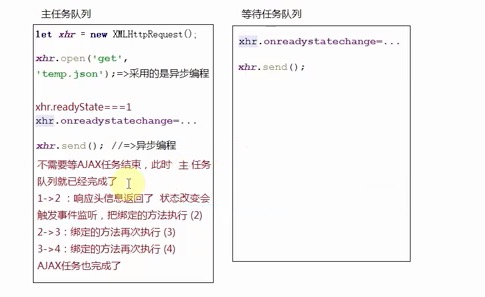 主任务队列
let xhr = new XMLHttpRequest();
xhr.open('get',
'temp.json');=>采用的是异步编程
xhr.readyState===1
xhr.onreadystatechange=...
xhr.send(); //=>异步编程
不需要等AJAX任务结束，此时 主 任务
队列就已经完成了
1->2 ：响应头信息返回了 状态改变会
触发事件监听，把绑定的方法执行 (2)
2->3：绑定的方法再次执行 (3)
3->4：绑定的方法再次执行 (4)
AJAX任务也完成了
等待任务队列
xhr.onreadystatechange=...
xhr.send();